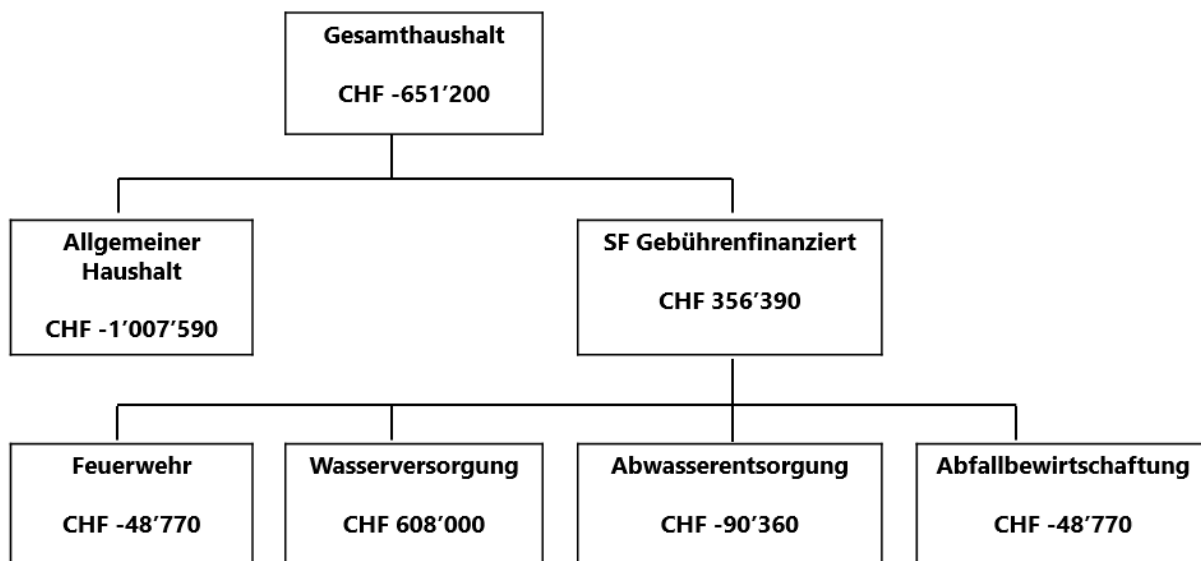 Gesamthaushalt
CHF -651’200
Allgemeiner
Haushalt
CHF -1’007’590
SF Gebührenfinanziert
CHF 356’390
Feuerwehr
CHF -48’770
Wasserversorgung
CHF 608’000
Abwasserentsorgung
CHF -90’360
Abfallbewirtschaftung
CHF -48’770